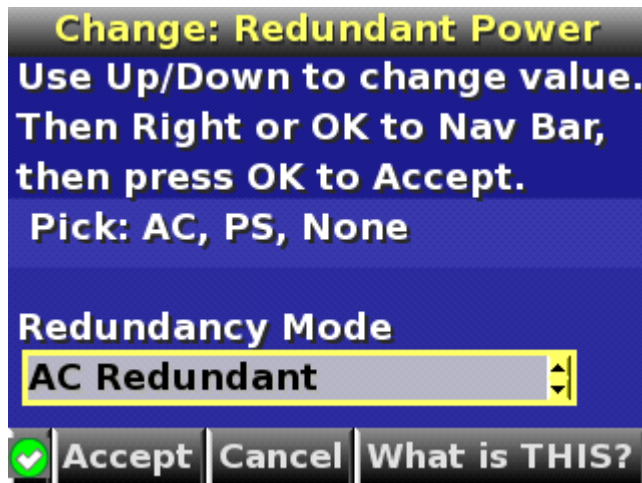 Change: Redundant Power
Use Up/Down to change value.
Then Right or OK to Nav Bar,
then press OK to Accept.
Pick: AC, PS, None
Redundancy Mode
AC Redundant
Accept Cancel What is THIS?